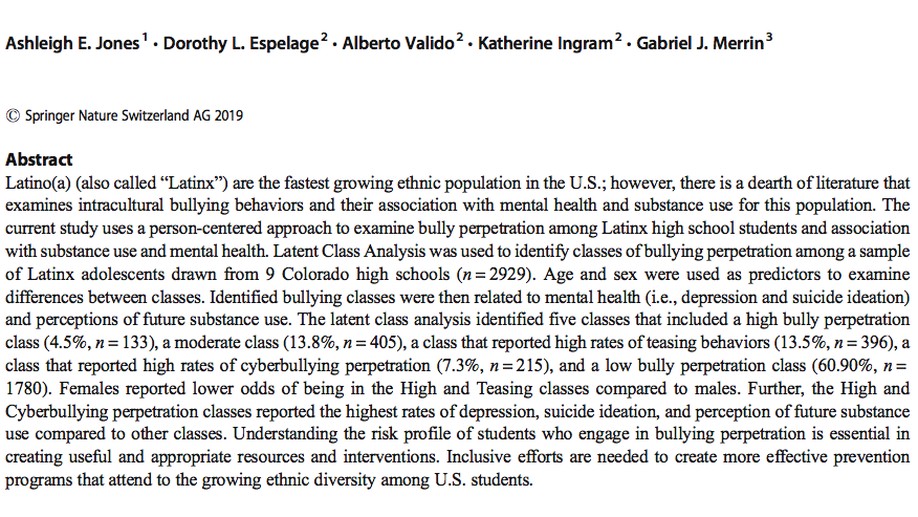 Ashleigh E. Jones1 · Dorothy L. Espelage2 · Alberto Valido2 · Katherine Ingram2 · Gabriel J. Merrin3
© Springer Nature Switzerland AG 2019
Abstract
Latino(a) (also called “Latinx”) are the fastest growing ethnic population in the U.S.; however, there is a dearth of literature that
examines intracultural bullying behaviors and their association with mental health and substance use for this population. The
current study uses a person-centered approach to examine bully perpetration among Latinx high school students and association
with substance use and mental health. Latent Class Analysis was used to identify classes of bullying perpetration among a sample
of Latinx adolescents drawn from 9 Colorado high schools (n = 2929). Age and sex were used as predictors to examine
differences between classes. Identified bullying classes were then related to mental health (i.e., depression and suicide ideation)
and perceptions of future substance use. The latent class analysis identified five classes that included a high bully perpetration
class (4.5%, n = 133), a moderate class (13.8%, n = 405), a class that reported high rates of teasing behaviors (13.5%, n = 396), a
class that reported high rates of cyberbullying perpetration (7.3%, n = 215), and a low bully perpetration class (60.90%, n =
1780). Females reported lower odds of being in the High and Teasing classes compared to males. Further, the High and
Cyberbullying perpetration classes reported the highest rates of depression, suicide ideation, and perception of future substance
use compared to other classes. Understanding the risk profile of students who engage in bullying perpetration is essential in
creating useful and appropriate resources and interventions. Inclusive efforts are needed to create more effective prevention
programs that attend to the growing ethnic diversity among U.S. students.